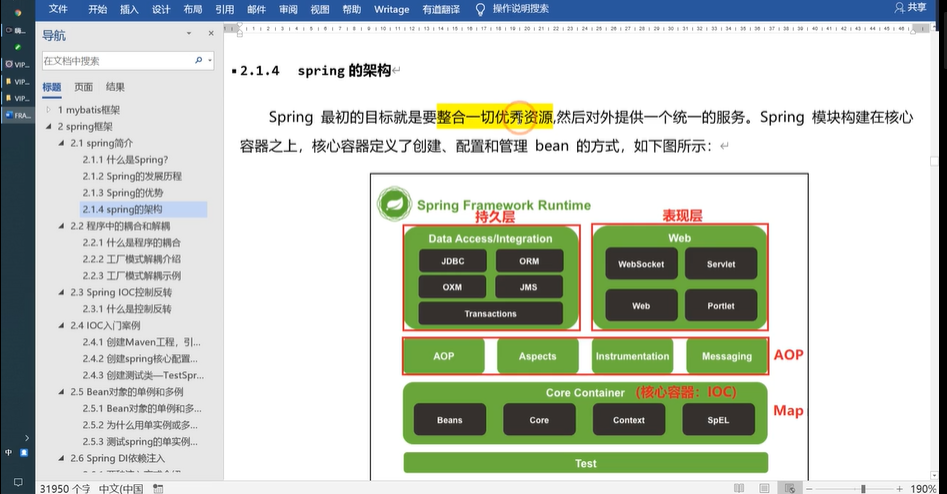 文件 开始 插入 设计 布局 引用 邮件 审阅 视图 帮助 Writage 有道翻译 操作说明搜索 共享
导航
在文档中搜索
标题 页面 结果
1 mybatis框架
2 spring框架
2.1 spring简介
2.1.1 什么是Spring?
2.1.2 Spring的发展历程
2.1.3 Spring的优势
2.1.4 spring的架构
2.2 程序中的耦合和解耦
2.2.1 什么是程序的耦合
2.2.2 工厂模式解耦介绍
2.2.3 工厂模式解耦示例
2.3 Spring IOC控制反转
2.3.1 什么是控制反转
2.4 IOC入门案例
2.4.1 创建Maven工程，引...
2.4.2 创建spring核心配置...
2.4.3 创建测试类—TestSpr...
2.5 Bean对象的单例和多例
2.5.1 Bean对象的单例和多...
2.5.2 为什么用单实例或多...
2.5.3 测试spring的单实例...
2.6 Spring DI依赖注入
VIP...
VIP...
VIP...
FRA...
中
2.1.4 spring的架构
Spring 最初的目标就是要整合一切优秀资源,然后对外提供一个统一的服务。Spring 模块构建在核心
容器之上，核心容器定义了创建、配置和管理 bean 的方式，如下图所示：
Spring Framework Runtime
持久层
表现层
Data Access/Integration
JDBC ORM
OXM JMS
Transactions
Web
WebSocket Servlet
Web Portlet
AOP Aspects Instrumentation Messaging AOP
Core Container (核心容器：IOC)
Beans Core Context SpEL Map
Test
31950 个字 中文(中国 190%